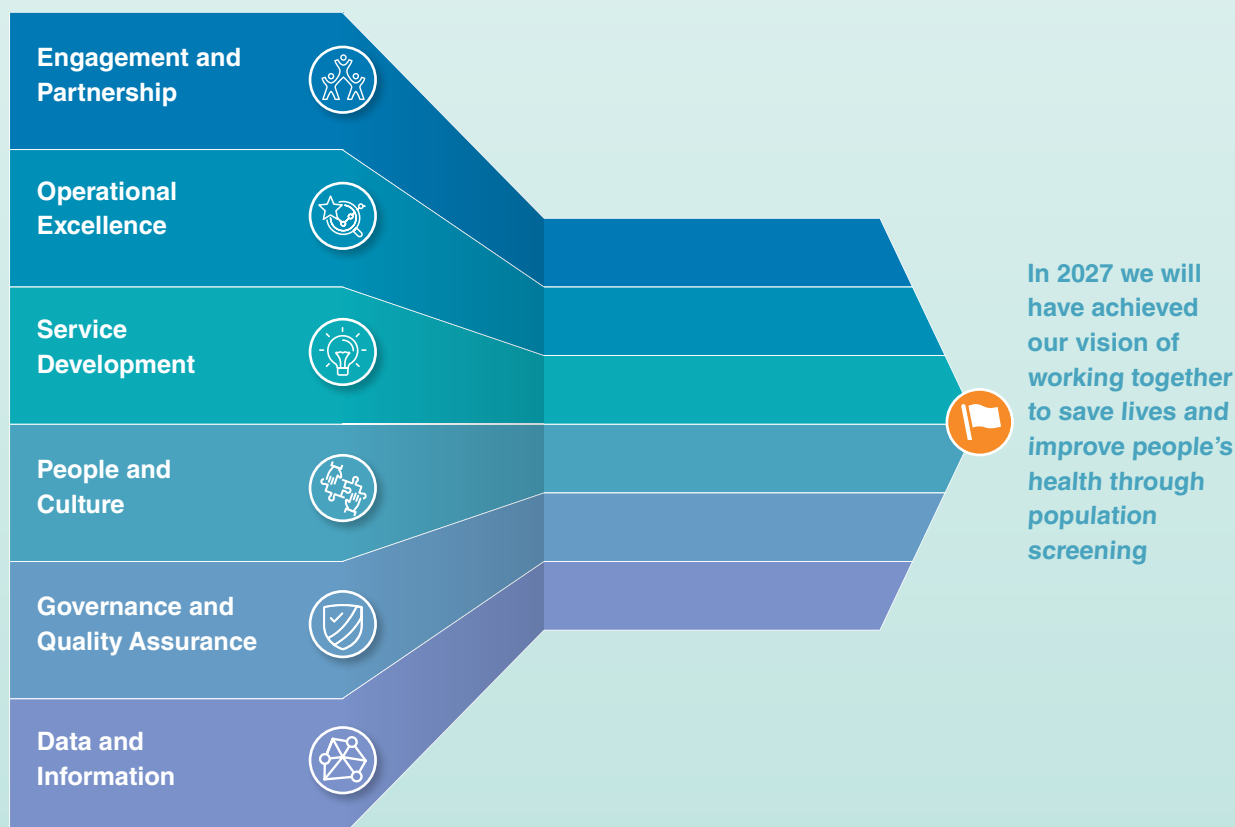 Engagement and
Partnership
Operational
Excellence
Service
Development
People and
Culture
Governance and
Quality Assurance
Data and
Information
In 2027 we will
have achieved
our vision of
working together
to save lives and
improve people’s
health through
population
screening